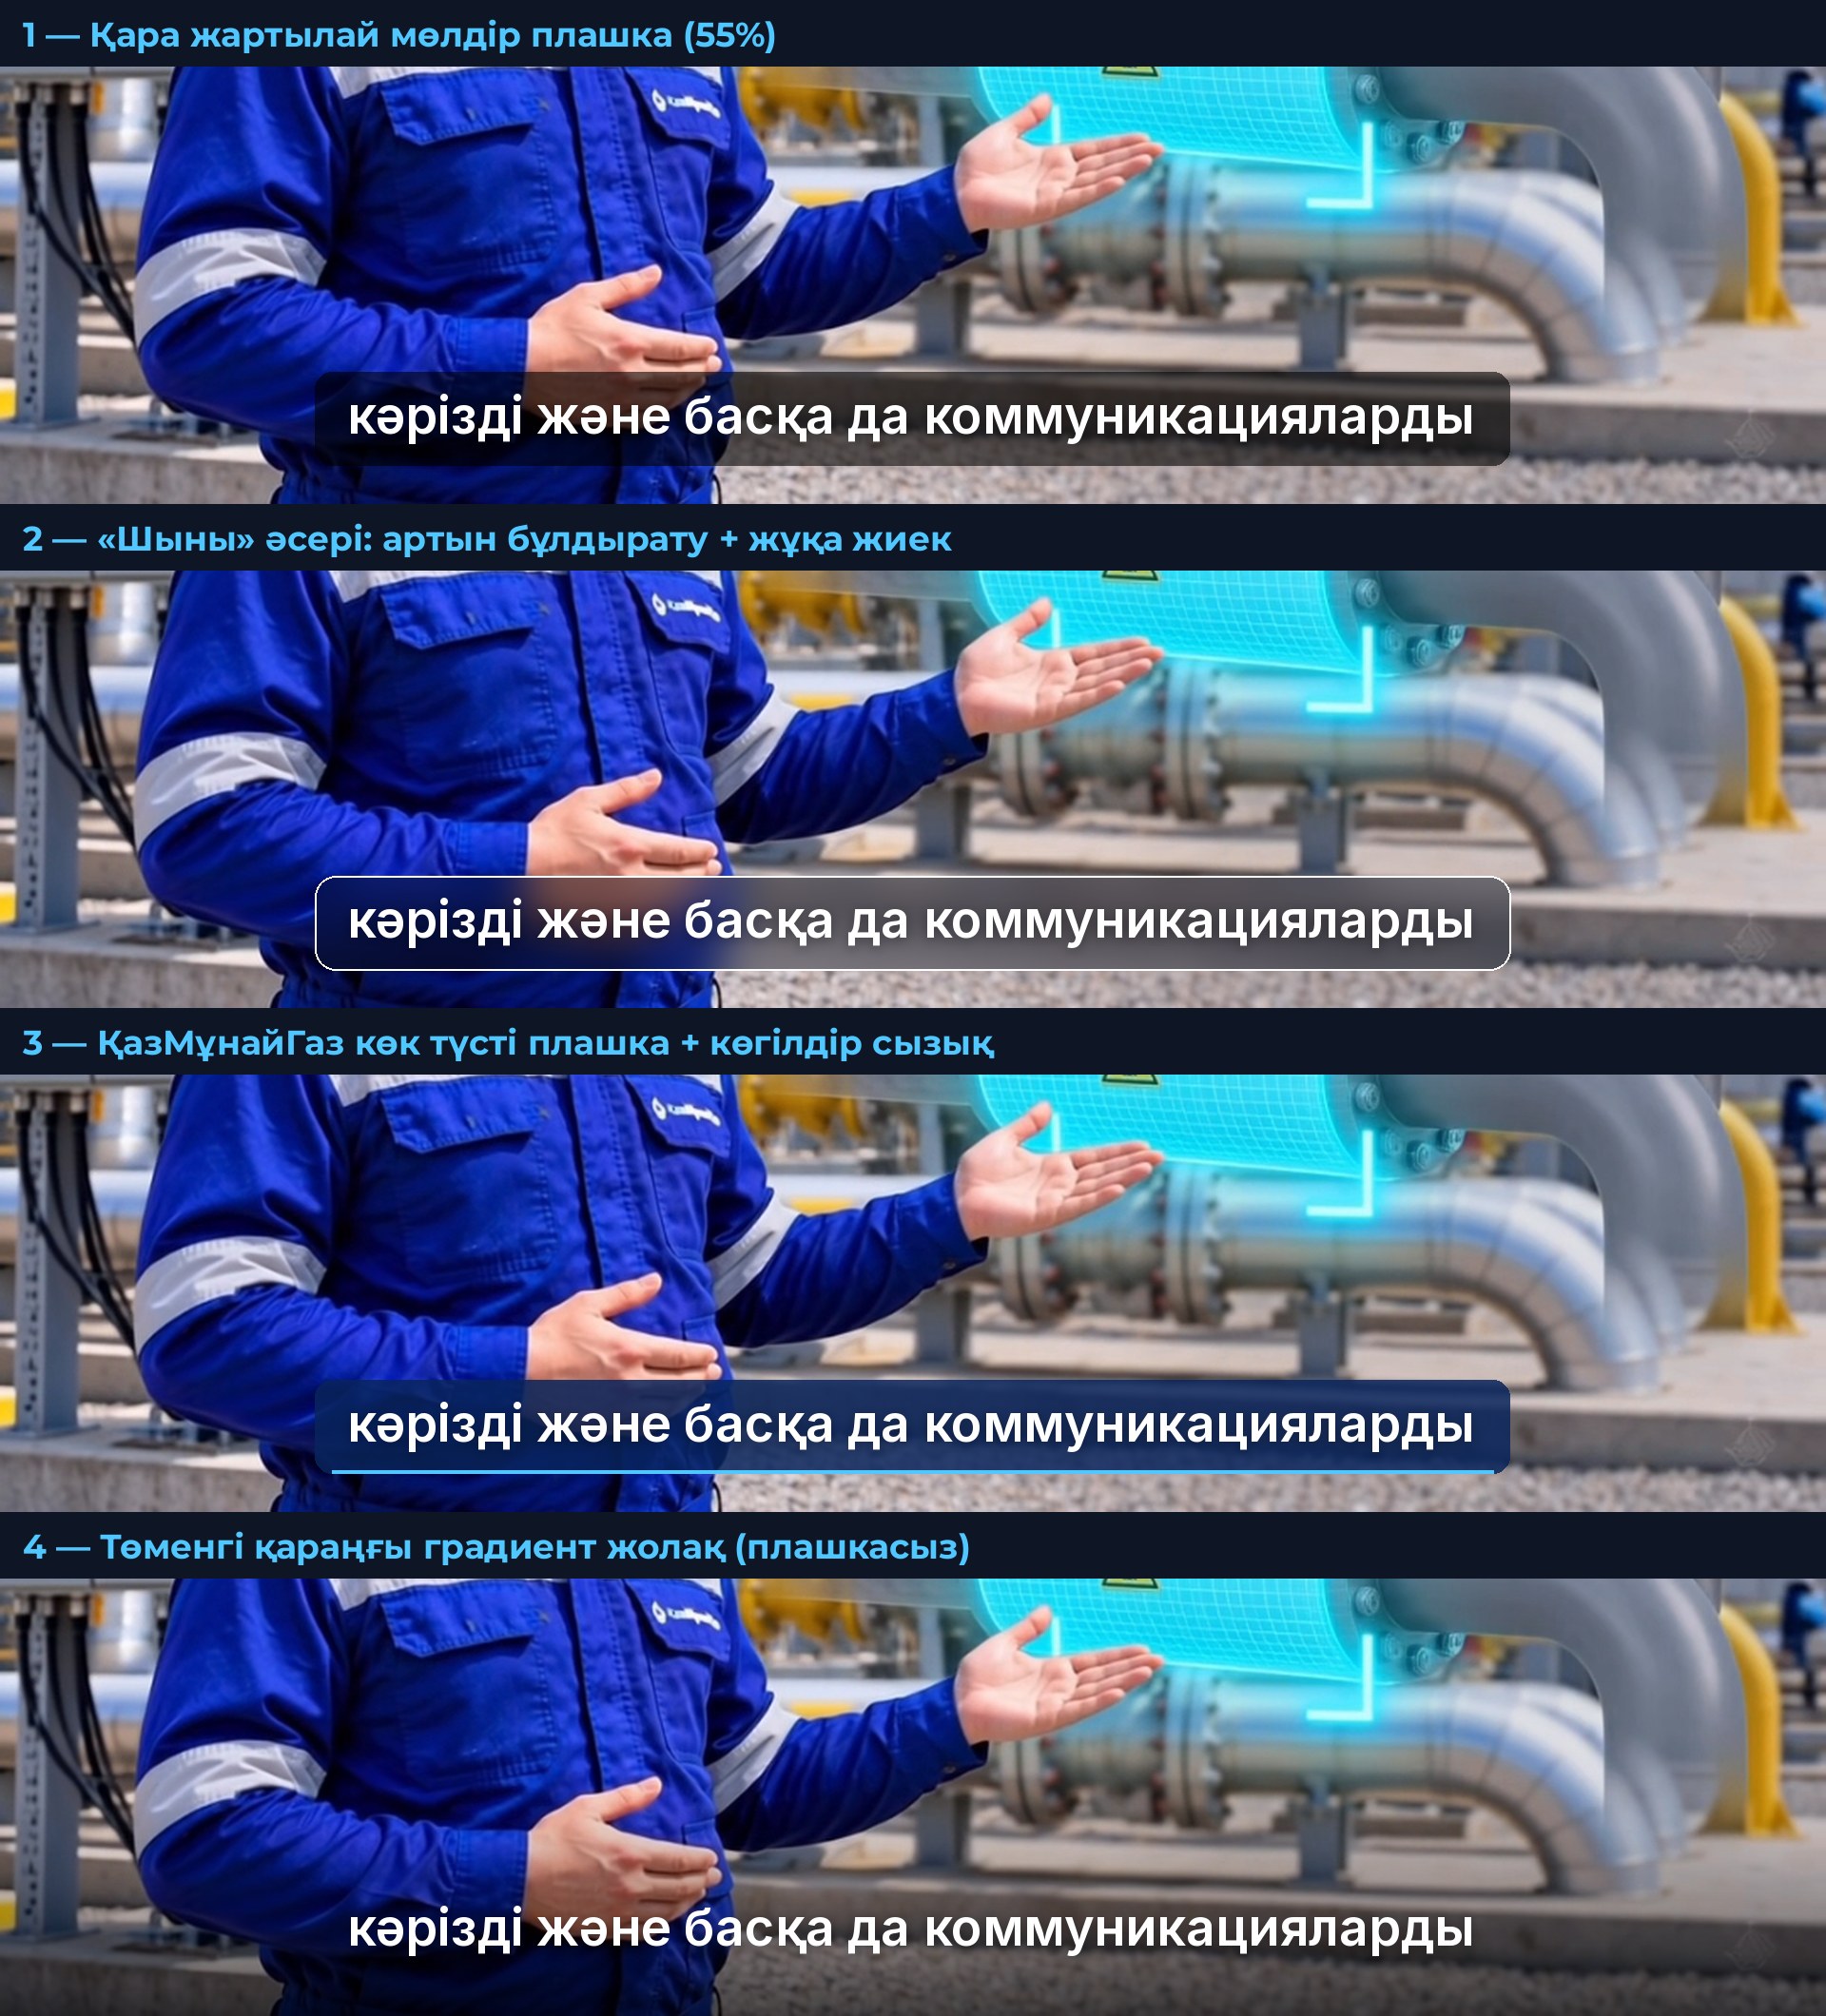 1 — Қара жартылай мөлдір плашка (55%)
кәрізді және басқа да коммуникацияларды
2 — «Шыны» әсері: артын бұлдырату + жұқа жиек
кәрізді және басқа да коммуникацияларды
3 — ҚазМұнайГаз көк түсті плашка + көгілдір сызық
кәрізді және басқа да коммуникацияларды
4 — Төменгі қараңғы градиент жолақ (плашкасыз)
кәрізді және басқа да коммуникацияларды